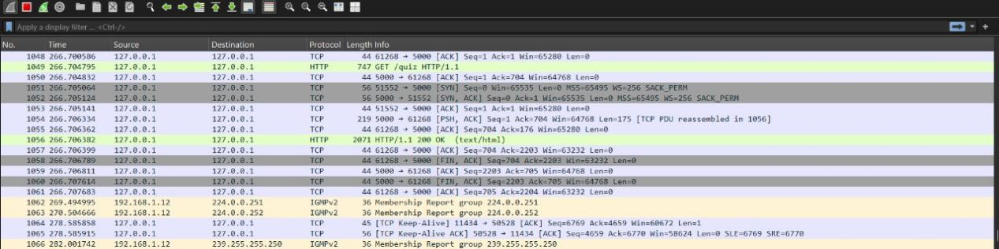 Apply a display filter ... <Ctrl-/>
No. Time Source Destination Protocol Length Info
1048 266.700586 127.0.0.1 127.0.0.1 TCP 44 61268 → 5000 [ACK] Seq=1 Ack=1 Win=65280 Len=0
1049 266.704795 127.0.0.1 127.0.0.1 HTTP 747 GET /quiz HTTP/1.1
1050 266.704832 127.0.0.1 127.0.0.1 TCP 44 5000 → 61268 [ACK] Seq=1 Ack=704 Win=64768 Len=0
1051 266.705064 127.0.0.1 127.0.0.1 TCP 56 51552 → 5000 [SYN] Seq=0 Win=65535 Len=0 MSS=65495 WS=256 SACK_PERM
1052 266.705124 127.0.0.1 127.0.0.1 TCP 56 5000 → 51552 [SYN, ACK] Seq=0 Ack=1 Win=65535 Len=0 MSS=65495 WS=256 SACK_PERM
1053 266.705141 127.0.0.1 127.0.0.1 TCP 44 51552 → 5000 [ACK] Seq=1 Ack=1 Win=65280 Len=0
1054 266.706334 127.0.0.1 127.0.0.1 TCP 219 5000 → 61268 [PSH, ACK] Seq=1 Ack=704 Win=64768 Len=175 [TCP PDU reassembled in 1056]
1055 266.706362 127.0.0.1 127.0.0.1 TCP 44 61268 → 5000 [ACK] Seq=704 Ack=176 Win=65280 Len=0
1056 266.706382 127.0.0.1 127.0.0.1 HTTP 2071 HTTP/1.1 200 OK (text/html)
1057 266.706399 127.0.0.1 127.0.0.1 TCP 44 61268 → 5000 [ACK] Seq=704 Ack=2203 Win=63232 Len=0
1058 266.706789 127.0.0.1 127.0.0.1 TCP 44 61268 → 5000 [FIN, ACK] Seq=704 Ack=2203 Win=63232 Len=0
1059 266.706811 127.0.0.1 127.0.0.1 TCP 44 5000 → 61268 [ACK] Seq=2203 Ack=705 Win=64768 Len=0
1060 266.707614 127.0.0.1 127.0.0.1 TCP 44 5000 → 61268 [FIN, ACK] Seq=2203 Ack=705 Win=64768 Len=0
1061 266.707683 127.0.0.1 127.0.0.1 TCP 44 61268 → 5000 [ACK] Seq=705 Ack=2204 Win=63232 Len=0
1062 269.494995 192.168.1.12 224.0.0.251 IGMPv2 36 Membership Report group 224.0.0.251
1063 270.504666 192.168.1.12 224.0.0.252 IGMPv2 36 Membership Report group 224.0.0.252
1064 278.585858 127.0.0.1 127.0.0.1 TCP 45 [TCP Keep-Alive] 11434 → 50528 [ACK] Seq=6769 Ack=4659 Win=60672 Len=1
1065 278.585915 127.0.0.1 127.0.0.1 TCP 56 [TCP Keep-Alive ACK] 50528 → 11434 [ACK] Seq=4659 Ack=6770 Win=58624 Len=0 SLE=6769 SRE=6770
1066 282.001742 192.168.1.12 239.255.255.250 IGMPv2 36 Membership Report group 239.255.255.250